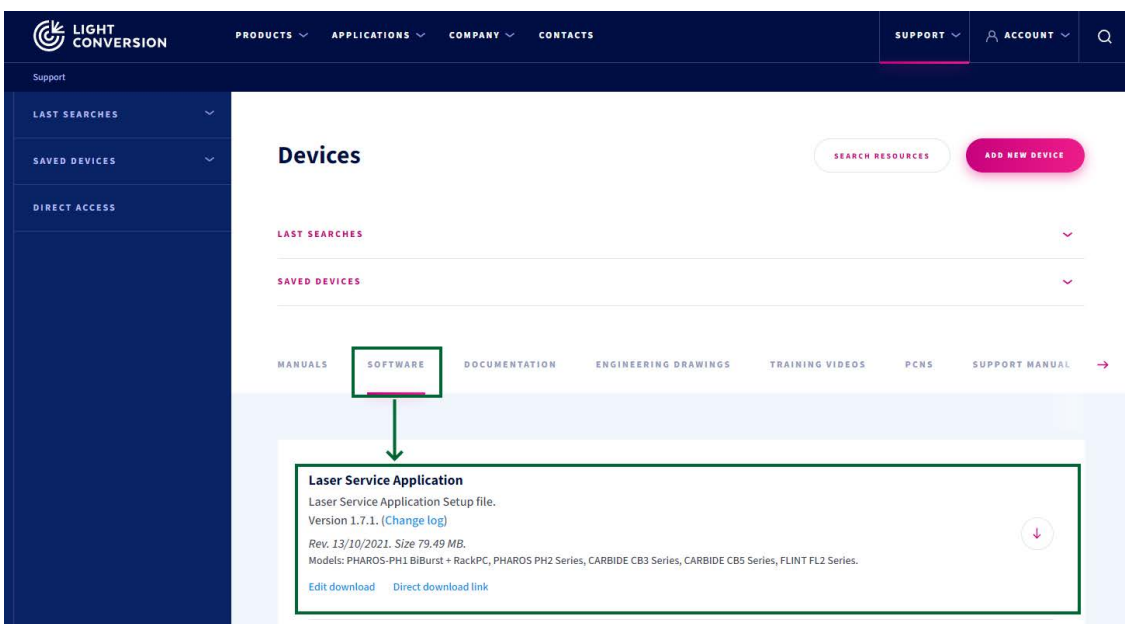 LIGHT
CONVERSION
PRODUCTS
APPLICATIONS
COMPANY
CONTACTS
SUPPORT
ACCOUNT
Support
LAST SEARCHES
SAVED DEVICES
DIRECT ACCESS
Devices
SEARCH RESOURCES
ADD NEW DEVICE
LAST SEARCHES
SAVED DEVICES
MANUALS
SOFTWARE
DOCUMENTATION
ENGINEERING DRAWINGS
TRAINING VIDEOS
PCNS
SUPPORT MANUAL
Laser Service Application
Laser Service Application Setup file.
Version 1.7.1. (Change log)
Rev. 13/10/2021. Size 79.49 MB.
Models: PHAROS-PH1 BiBurst + RackPC, PHAROS PH2 Series, CARBIDE CB3 Series, CARBIDE CB5 Series, FLINT FL2 Series.
Edit download Direct download link